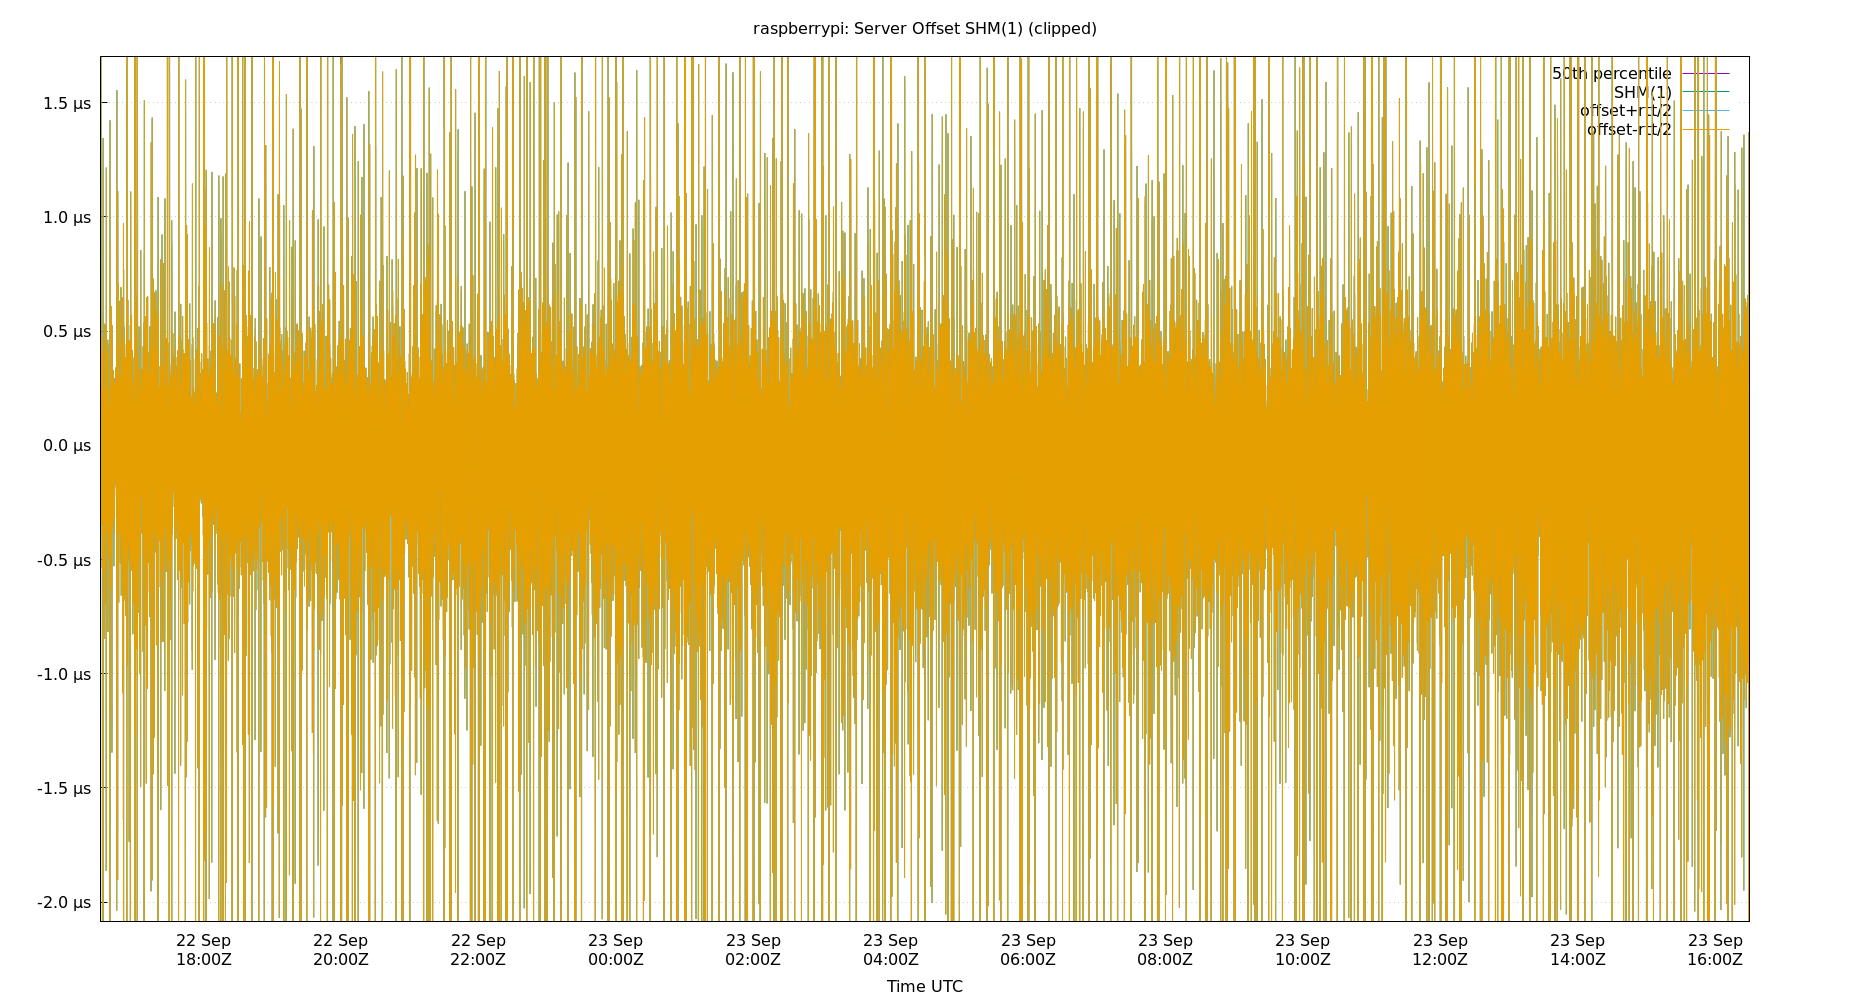 raspberrypi: Server Offset SHM(1) (clipped)
50th percentile
SHM(1)
offset+rtt/2
offset-rtt/2
1.5 µs
1.0 µs
0.5 µs
0.0 µs
-0.5 µs
-1.0 µs
-1.5 µs
-2.0 µs
22 Sep 22 Sep 22 Sep 23 Sep 23 Sep 23 Sep 23 Sep 23 Sep 23 Sep 23 Sep 23 Sep 23 Sep
18:00Z 20:00Z 22:00Z 00:00Z 02:00Z 04:00Z 06:00Z 08:00Z 10:00Z 12:00Z 14:00Z 16:00Z
Time UTC